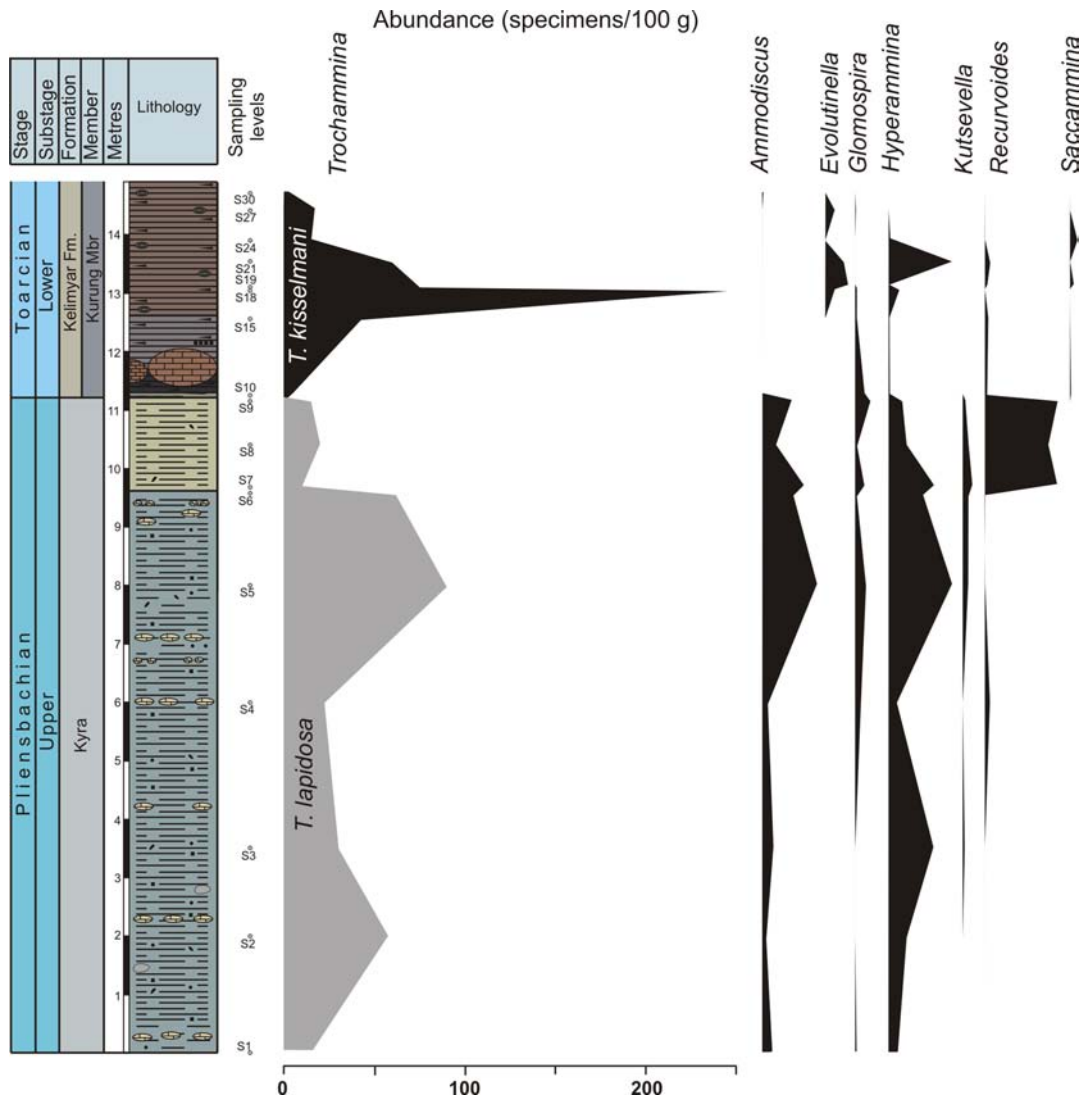 Abundance (specimens/100 g)
Stage
Substage
Formation
Member
Metres
Lithology
Sampling
levels
Trochammina
Ammodiscus
Evolutinella
Glomospira
Hyperammina
Kutsevella
Recurvoides
Saccammina
Toarcian
Lower
Kelimyar Fm.
Kurung Mbr
Pliensbachian
Upper
Kyra
14
13
12
11
10
9
8
7
6
5
4
3
2
1
S30
S27
S24
S21
S19
S18
S15
S10
S9
S8
S7
S6
S5
S4
S3
S2
S1
T. kisselmani
T. lapidosa
0
100
200